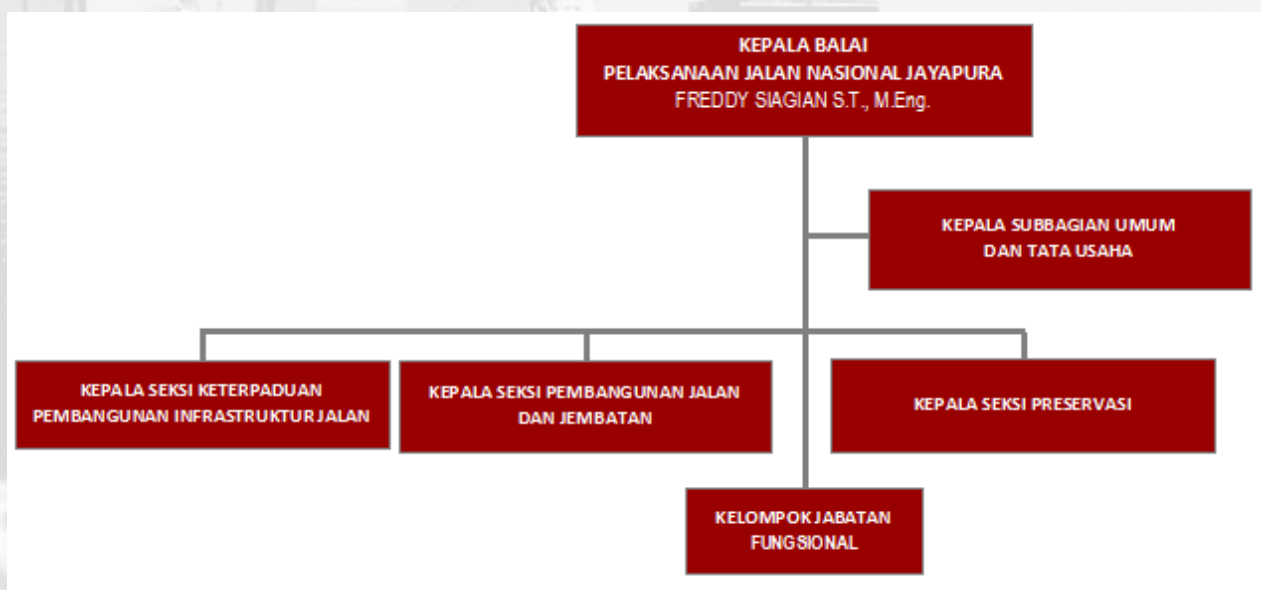 KEPALA BALAI
PELAKSANAAN JALAN NASIONAL JAYAPURA
FREDDY SIAGIAN S.T., M.Eng.
KEPALA SUBBAGIAN UMUM
DAN TATA USAHA
KEPALA SEKSI KETERPADUAN
PEMBANGUNAN INFRASTRUKTUR JALAN
KEPALA SEKSI PEMBANGUNAN JALAN
DAN JEMBATAN
KEPALA SEKSI PRESERVASI
KELOMPOK JABATAN
FUNGSIONAL